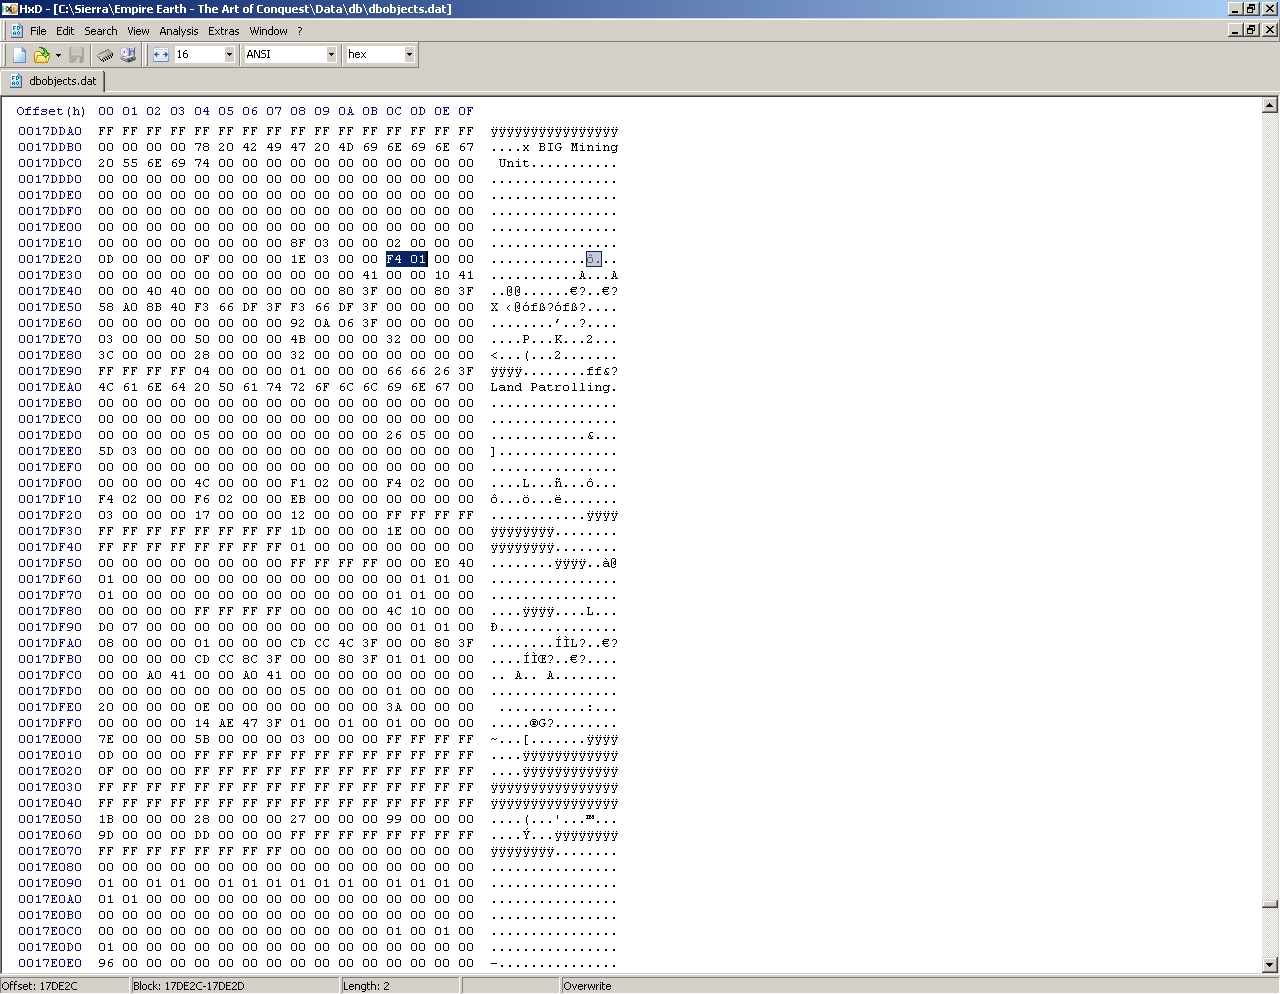 HxD - [C:\Sierra\Empire Earth - The Art of Conquest\Data\db\dbobjects.dat]
File Edit Search View Analysis Extras Window ?
16 ANSI hex
dbobjects.dat
Offset(h) 00 01 02 03 04 05 06 07 08 09 0A 0B 0C 0D 0E 0F
0017DDA0 FF FF FF FF FF FF FF FF FF FF FF FF FF FF FF FF ÿÿÿÿÿÿÿÿÿÿÿÿÿÿÿÿ
0017DDB0 00 00 00 00 78 20 42 49 47 20 4D 69 6E 69 6E 67 ....x BIG Mining
0017DDC0 20 55 6E 69 74 00 00 00 00 00 00 00 00 00 00 00 Unit...........
0017DDD0 00 00 00 00 00 00 00 00 00 00 00 00 00 00 00 00 ................
0017DDE0 00 00 00 00 00 00 00 00 00 00 00 00 00 00 00 00 ................
0017DDF0 00 00 00 00 00 00 00 00 00 00 00 00 00 00 00 00 ................
0017DE00 00 00 00 00 00 00 00 00 00 00 00 00 00 00 00 00 ................
0017DE10 00 00 00 00 00 00 00 00 8F 03 00 00 02 00 00 00 ................
0017DE20 0D 00 00 00 0F 00 00 00 1E 03 00 00 F4 01 00 00 ............ô...
0017DE30 00 00 00 00 00 00 00 00 00 00 00 41 00 00 10 41 ...........A...A
0017DE40 00 00 40 40 00 00 00 00 00 00 80 3F 00 00 80 3F ..@@......€?..€?
0017DE50 58 A0 8B 40 F3 66 DF 3F F3 66 DF 3F 00 00 00 00 X ‹@ófß?ófß?....
0017DE60 00 00 00 00 00 00 00 00 92 0A 06 3F 00 00 00 00 ........’..?....
0017DE70 03 00 00 00 50 00 00 00 4B 00 00 00 32 00 00 00 ....P...K...2...
0017DE80 3C 00 00 00 28 00 00 00 32 00 00 00 00 00 00 00 <...(...2.......
0017DE90 FF FF FF FF 04 00 00 00 01 00 00 00 66 66 26 3F ÿÿÿÿ........ff&?
0017DEA0 4C 61 6E 64 20 50 61 74 72 6F 6C 6C 69 6E 67 00 Land Patrolling.
0017DEB0 00 00 00 00 00 00 00 00 00 00 00 00 00 00 00 00 ................
0017DEC0 00 00 00 00 00 00 00 00 00 00 00 00 00 00 00 00 ................
0017DED0 00 00 00 00 05 00 00 00 00 00 00 00 26 05 00 00 ............&...
0017DEE0 5D 03 00 00 00 00 00 00 00 00 00 00 00 00 00 00 ]...............
0017DEF0 00 00 00 00 00 00 00 00 00 00 00 00 00 00 00 00 ................
0017DF00 00 00 00 00 4C 00 00 00 F1 02 00 00 F4 02 00 00 ....L...ñ...ô...
0017DF10 F4 02 00 00 F6 02 00 00 EB 00 00 00 00 00 00 00 ô...ö...ë.......
0017DF20 03 00 00 00 17 00 00 00 12 00 00 00 FF FF FF FF ............ÿÿÿÿ
0017DF30 FF FF FF FF FF FF FF FF 1D 00 00 00 1E 00 00 00 ÿÿÿÿÿÿÿÿ........
0017DF40 FF FF FF FF FF FF FF FF 01 00 00 00 00 00 00 00 ÿÿÿÿÿÿÿÿ........
0017DF50 00 00 00 00 00 00 00 00 FF FF FF FF 00 00 E0 40 ........ÿÿÿÿ..à@
0017DF60 01 00 00 00 00 00 00 00 00 00 00 00 00 01 01 00 ................
0017DF70 01 00 00 00 00 00 00 00 00 00 00 00 01 01 00 00 ................
0017DF80 00 00 00 00 FF FF FF FF 00 00 00 00 4C 10 00 00 ....ÿÿÿÿ....L...
0017DF90 D0 07 00 00 00 00 00 00 00 00 00 00 00 01 01 00 Ð...............
0017DFA0 08 00 00 00 01 00 00 00 CD CC 4C 3F 00 00 80 3F ........ÍÌL?..€?
0017DFB0 00 00 00 00 CD CC 8C 3F 00 00 80 3F 01 01 00 00 ....ÍÌŒ?..€?....
0017DFC0 00 00 A0 41 00 00 A0 41 00 00 00 00 00 00 00 00 .. A.. A........
0017DFD0 00 00 00 00 00 00 00 00 05 00 00 00 01 00 00 00 ................
0017DFE0 20 00 00 00 0E 00 00 00 00 00 00 00 3A 00 00 00 ...........:...
0017DFF0 00 00 00 00 14 AE 47 3F 01 00 01 00 01 00 00 00 .....®G?........
0017E000 7E 00 00 00 5B 00 00 00 03 00 00 00 FF FF FF FF ~...[.......ÿÿÿÿ
0017E010 0D 00 00 00 FF FF FF FF FF FF FF FF FF FF FF FF ....ÿÿÿÿÿÿÿÿÿÿÿÿ
0017E020 0F 00 00 00 FF FF FF FF FF FF FF FF FF FF FF FF ....ÿÿÿÿÿÿÿÿÿÿÿÿ
0017E030 FF FF FF FF FF FF FF FF FF FF FF FF FF FF FF FF ÿÿÿÿÿÿÿÿÿÿÿÿÿÿÿÿ
0017E040 FF FF FF FF FF FF FF FF FF FF FF FF FF FF FF FF ÿÿÿÿÿÿÿÿÿÿÿÿÿÿÿÿ
0017E050 1B 00 00 00 28 00 00 00 27 00 00 00 99 00 00 00 ....(...'...™...
0017E060 9D 00 00 00 DD 00 00 00 FF FF FF FF FF FF FF FF ....Ý...ÿÿÿÿÿÿÿÿ
0017E070 FF FF FF FF FF FF FF FF 00 00 00 00 00 00 00 00 ÿÿÿÿÿÿÿÿ........
0017E080 00 00 00 00 00 00 00 00 00 00 00 00 00 00 00 00 ................
0017E090 01 00 01 01 00 01 01 01 01 01 01 00 01 01 01 00 ................
0017E0A0 01 01 00 00 00 00 00 00 00 00 00 00 00 00 00 00 ................
0017E0B0 00 00 00 00 00 00 00 00 00 00 00 00 00 00 00 00 ................
0017E0C0 00 00 00 00 00 00 00 00 00 00 00 00 01 00 01 00 ................
0017E0D0 01 00 00 00 00 00 00 00 00 00 00 00 00 00 00 00 ................
0017E0E0 96 00 00 00 00 00 00 00 00 00 00 00 00 00 00 00 –...............
Offset: 17DE2C Block: 17DE2C-17DE2D Length: 2 Overwrite